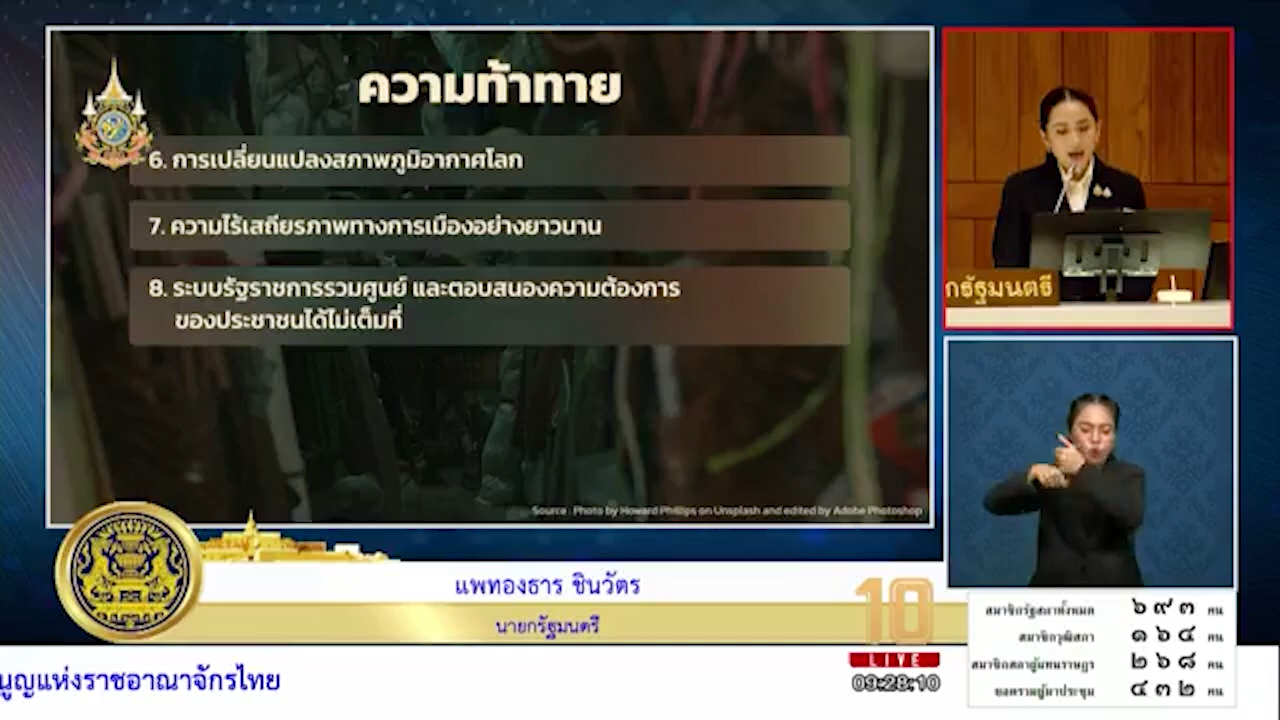 ความท้าทาย
6. การเปลี่ยนแปลงสภาพภูมิอากาศโลก
7. ความไร้เสถียรภาพทางการเมืองอย่างยาวนาน
8. ระบบรัฐราชการรวมศูนย์ และตอบสนองความต้องการ
ของประชาชนได้ไม่เต็มที่
Source : Photo by Howard Phillips on Unsplash and edited by Adobe Photoshop
กรัฐมนตรี
แพทองธาร ชินวัตร
นายกรัฐมนตรี
10
LIVE
09:28:10
สมาชิกรัฐสภาทั้งหมด ๖๙๓ คน
สมาชิกวุฒิสภา ๑๖๔ คน
สมาชิกสภาผู้แทนราษฎร ๒๖๘ คน
ยอดรวมผู้มาประชุม ๔๓๒ คน
นูญแห่งราชอาณาจักรไทย